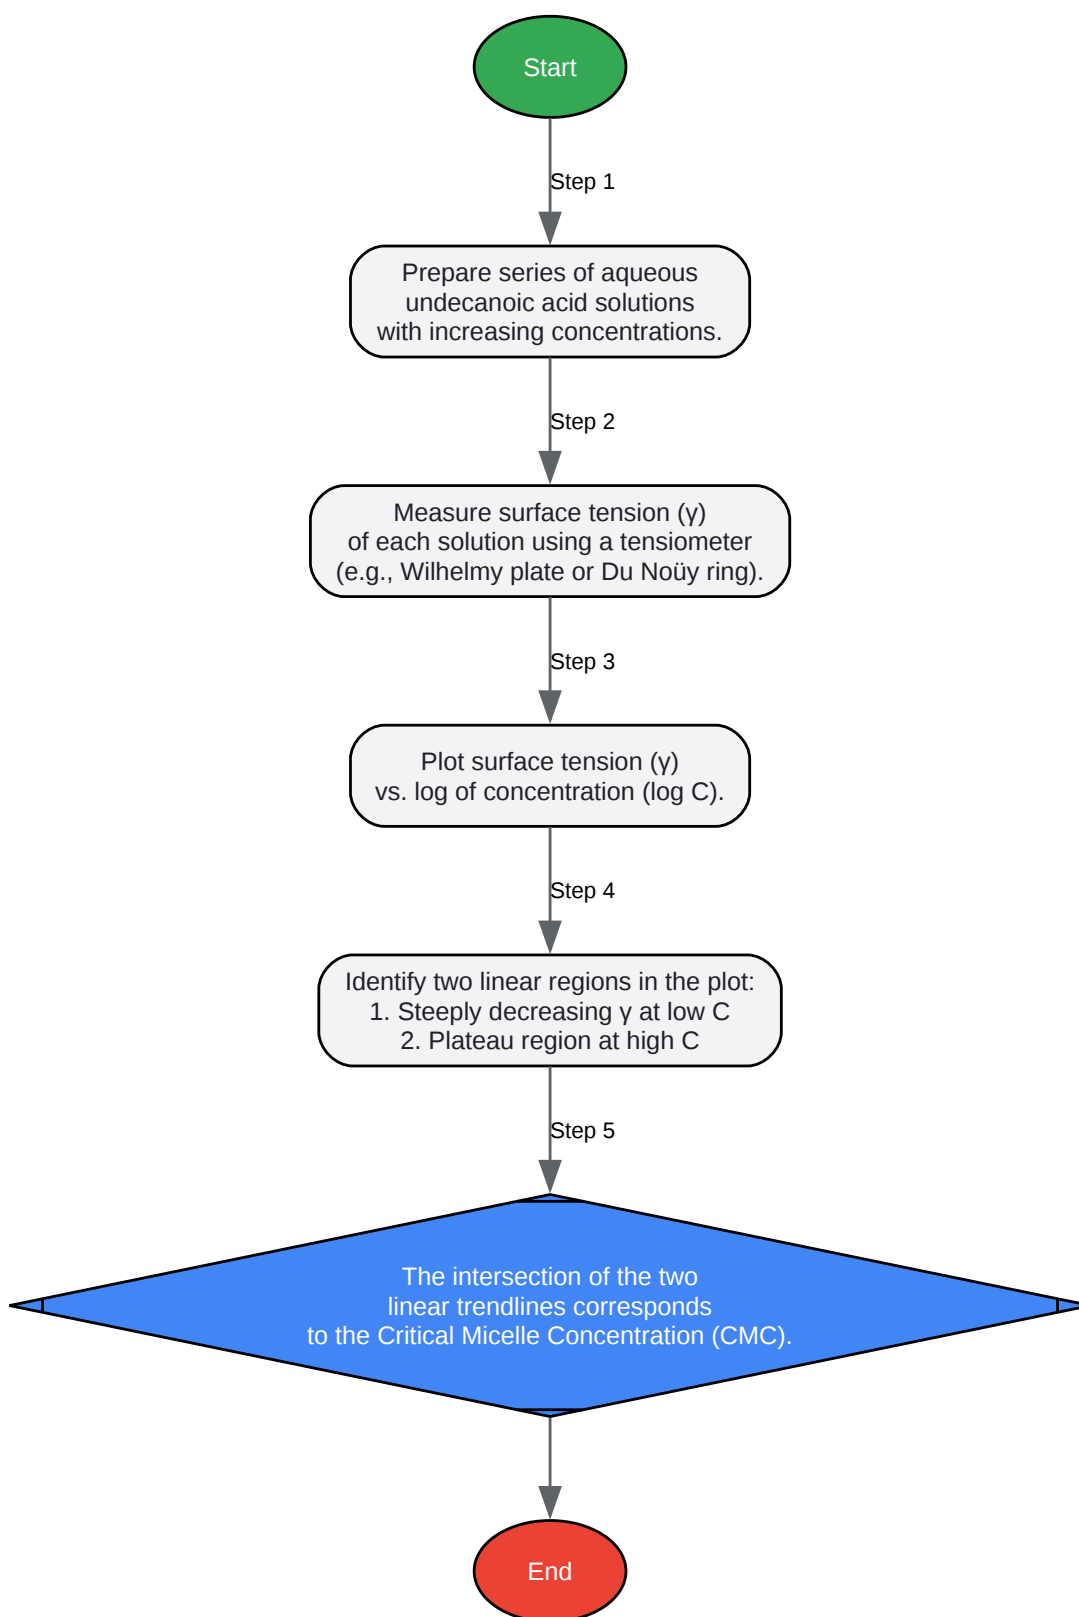 Start
Step 1
Prepare series of aqueous
undecanoic acid solutions
with increasing concentrations.
Step 2
Measure surface tension (γ)
of each solution using a tensiometer
(e.g., Wilhelmy plate or Du Noüy ring).
Step 3
Plot surface tension (γ)
vs. log of concentration (log C).
Step 4
Identify two linear regions in the plot:
1. Steeply decreasing γ at low C
2. Plateau region at high C
Step 5
The intersection of the two
linear trendlines corresponds
to the Critical Micelle Concentration (CMC).
End